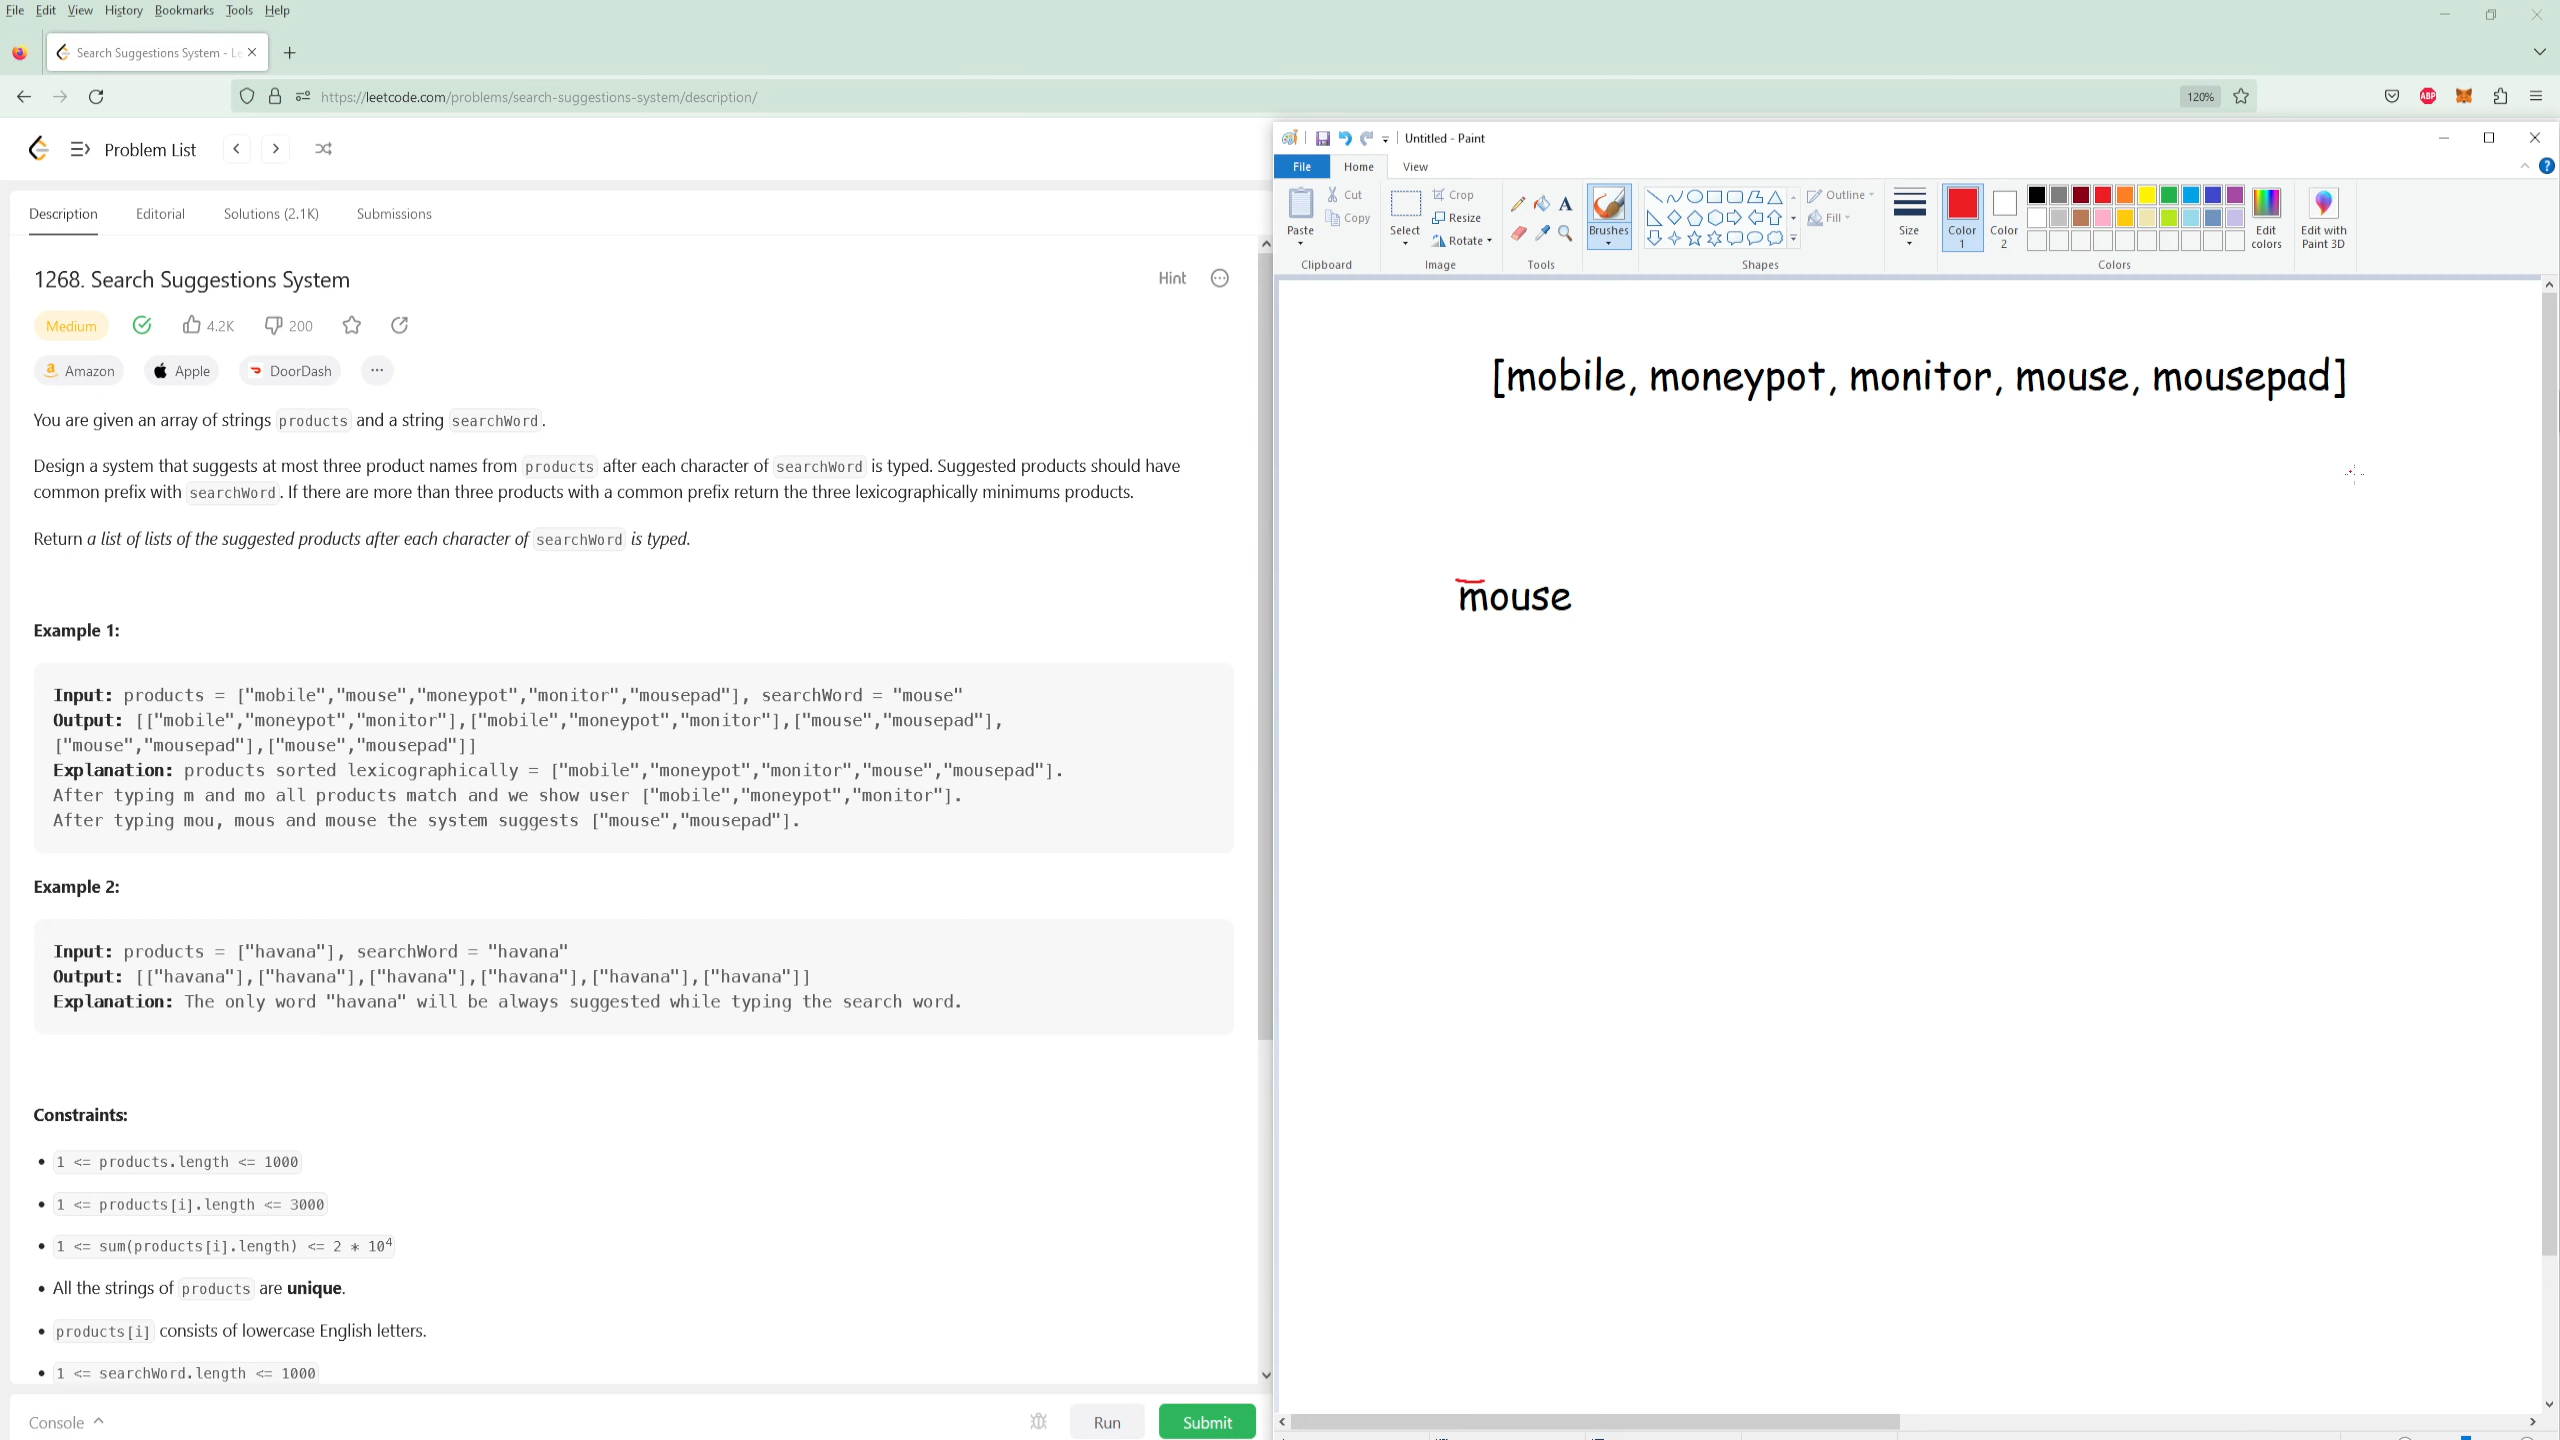 File Edit View History Bookmarks Tools Help
Search Suggestions System - Le
https://leetcode.com/problems/search-suggestions-system/description/
120%
ABP
Problem List
Untitled - Paint
File Home View
Description Editorial Solutions (2.1K) Submissions
Paste
Cut
Copy
Clipboard
Select
Crop
Resize
Rotate
Image
A
Tools
Brushes
Shapes
Outline
Fill
Size
Color 1
Color 2
Edit colors
Colors
Edit with Paint 3D
1268. Search Suggestions System
Hint
Medium 4.2K 200
Amazon Apple DoorDash
You are given an array of strings products and a string searchWord.
Design a system that suggests at most three product names from products after each character of searchWord is typed. Suggested products should have
common prefix with searchWord. If there are more than three products with a common prefix return the three lexicographically minimums products.
Return a list of lists of the suggested products after each character of searchWord is typed.
Example 1:
Input: products = ["mobile","mouse","moneypot","monitor","mousepad"], searchWord = "mouse"
Output: [["mobile","moneypot","monitor"],["mobile","moneypot","monitor"],["mouse","mousepad"],
["mouse","mousepad"],["mouse","mousepad"]]
Explanation: products sorted lexicographically = ["mobile","moneypot","monitor","mouse","mousepad"].
After typing m and mo all products match and we show user ["mobile","moneypot","monitor"].
After typing mou, mous and mouse the system suggests ["mouse","mousepad"].
Example 2:
Input: products = ["havana"], searchWord = "havana"
Output: [["havana"],["havana"],["havana"],["havana"],["havana"],["havana"]]
Explanation: The only word "havana" will be always suggested while typing the search word.
Constraints:
• 1 <= products.length <= 1000
• 1 <= products[i].length <= 3000
• 1 <= sum(products[i].length) <= 2 * 10⁴
• All the strings of products are unique.
• products[i] consists of lowercase English letters.
• 1 <= searchWord.length <= 1000
Console
Run
Submit
[mobile, moneypot, monitor, mouse, mousepad]
mouse